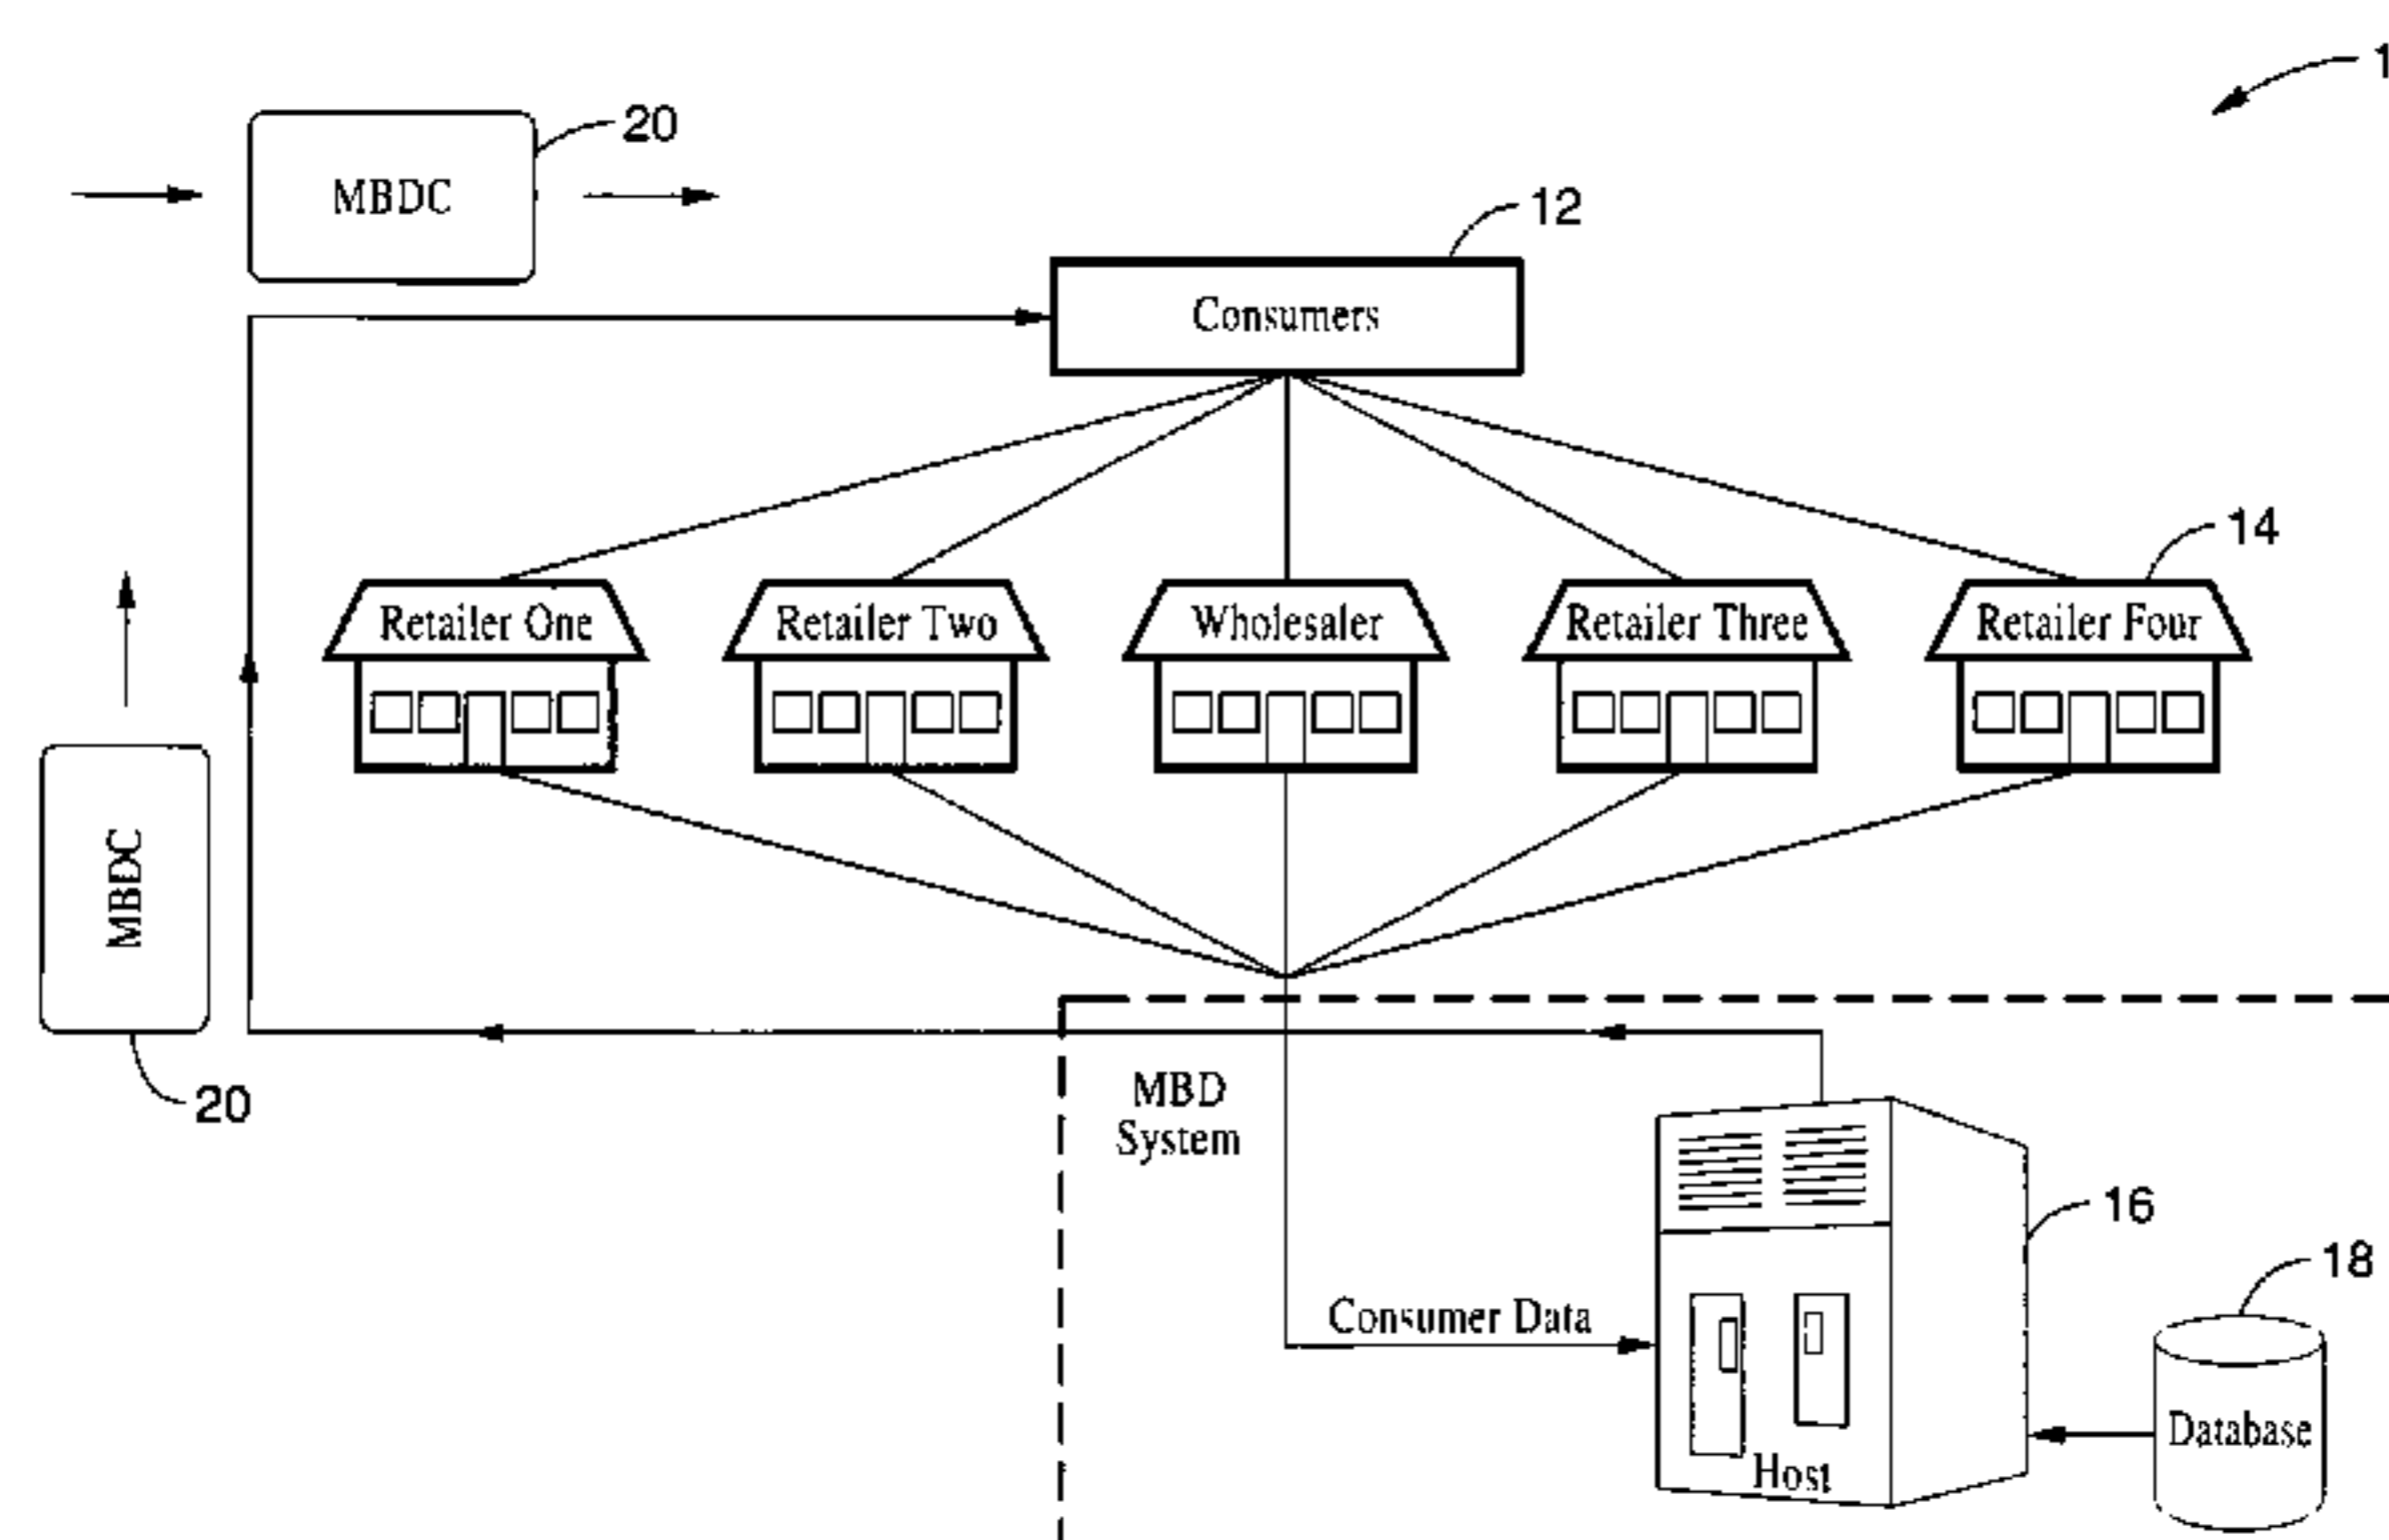 20
MBDC
12
Consumers
14
Retailer One
Retailer Two
Wholesaler
Retailer Three
Retailer Four
MBDC
20
MBD
System
16
18
Consumer Data
Database
Host